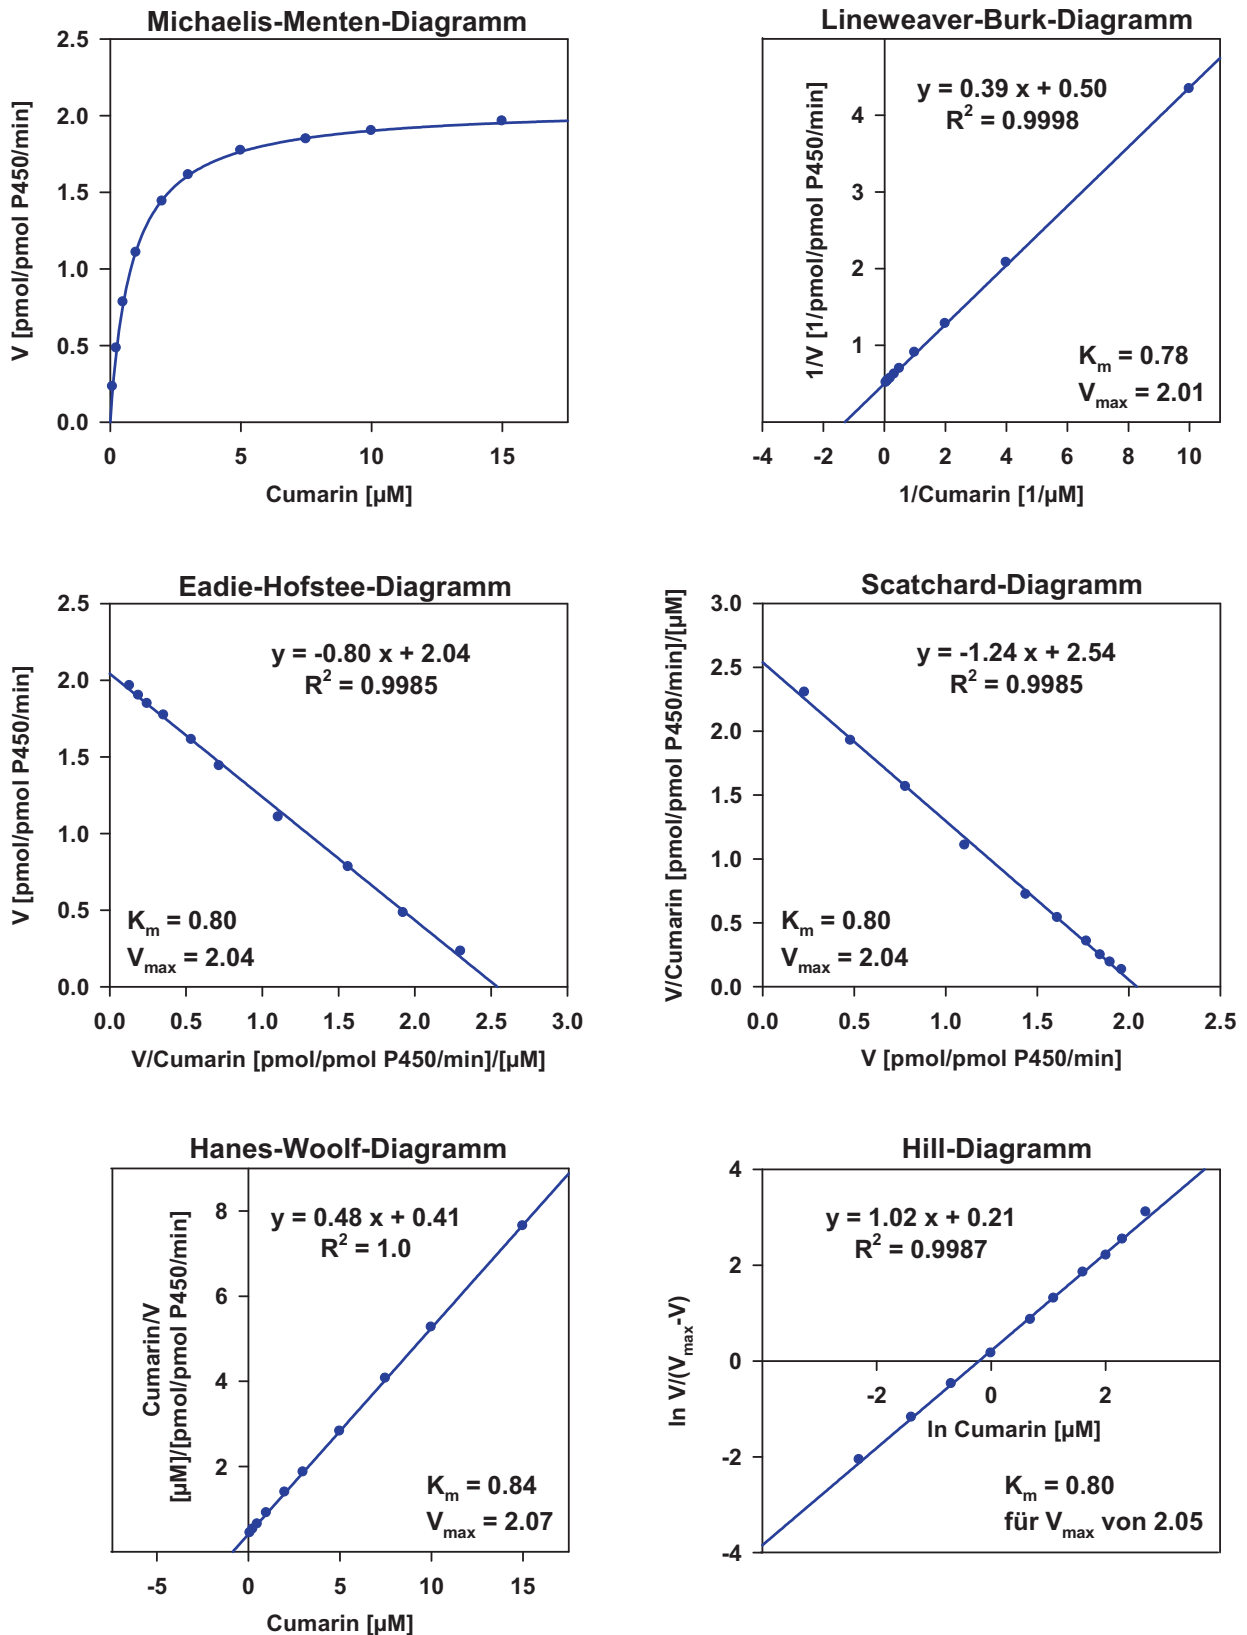 Michaelis-Menten-Diagramm
V [pmol/pmol P450/min]
2.5
2.0
1.5
1.0
0.5
0.0
0 5 10 15
Cumarin [µM]
Lineweaver-Burk-Diagramm
y = 0.39 x + 0.50
R² = 0.9998
1/V [1/pmol/pmol P450/min]
4
3
2
1
Km = 0.78
Vmax = 2.01
-4 -2 0 2 4 6 8 10
1/Cumarin [1/µM]
Eadie-Hofstee-Diagramm
y = -0.80 x + 2.04
R² = 0.9985
V [pmol/pmol P450/min]
2.5
2.0
1.5
1.0
0.5
0.0
Km = 0.80
Vmax = 2.04
0.0 0.5 1.0 1.5 2.0 2.5 3.0
V/Cumarin [pmol/pmol P450/min]/[µM]
Scatchard-Diagramm
y = -1.24 x + 2.54
R² = 0.9985
V/Cumarin [pmol/pmol P450/min]/[µM]
3.0
2.5
2.0
1.5
1.0
0.5
0.0
Km = 0.80
Vmax = 2.04
0.0 0.5 1.0 1.5 2.0 2.5
V [pmol/pmol P450/min]
Hanes-Woolf-Diagramm
y = 0.48 x + 0.41
R² = 1.0
Cumarin/V
[µM]/[pmol/pmol P450/min]
8
6
4
2
Km = 0.84
Vmax = 2.07
-5 0 5 10 15
Cumarin [µM]
Hill-Diagramm
y = 1.02 x + 0.21
R² = 0.9987
ln V/(Vmax-V)
4
2
0
-2
-4
-2 0 2
ln Cumarin [µM]
Km = 0.80
für Vmax von 2.05